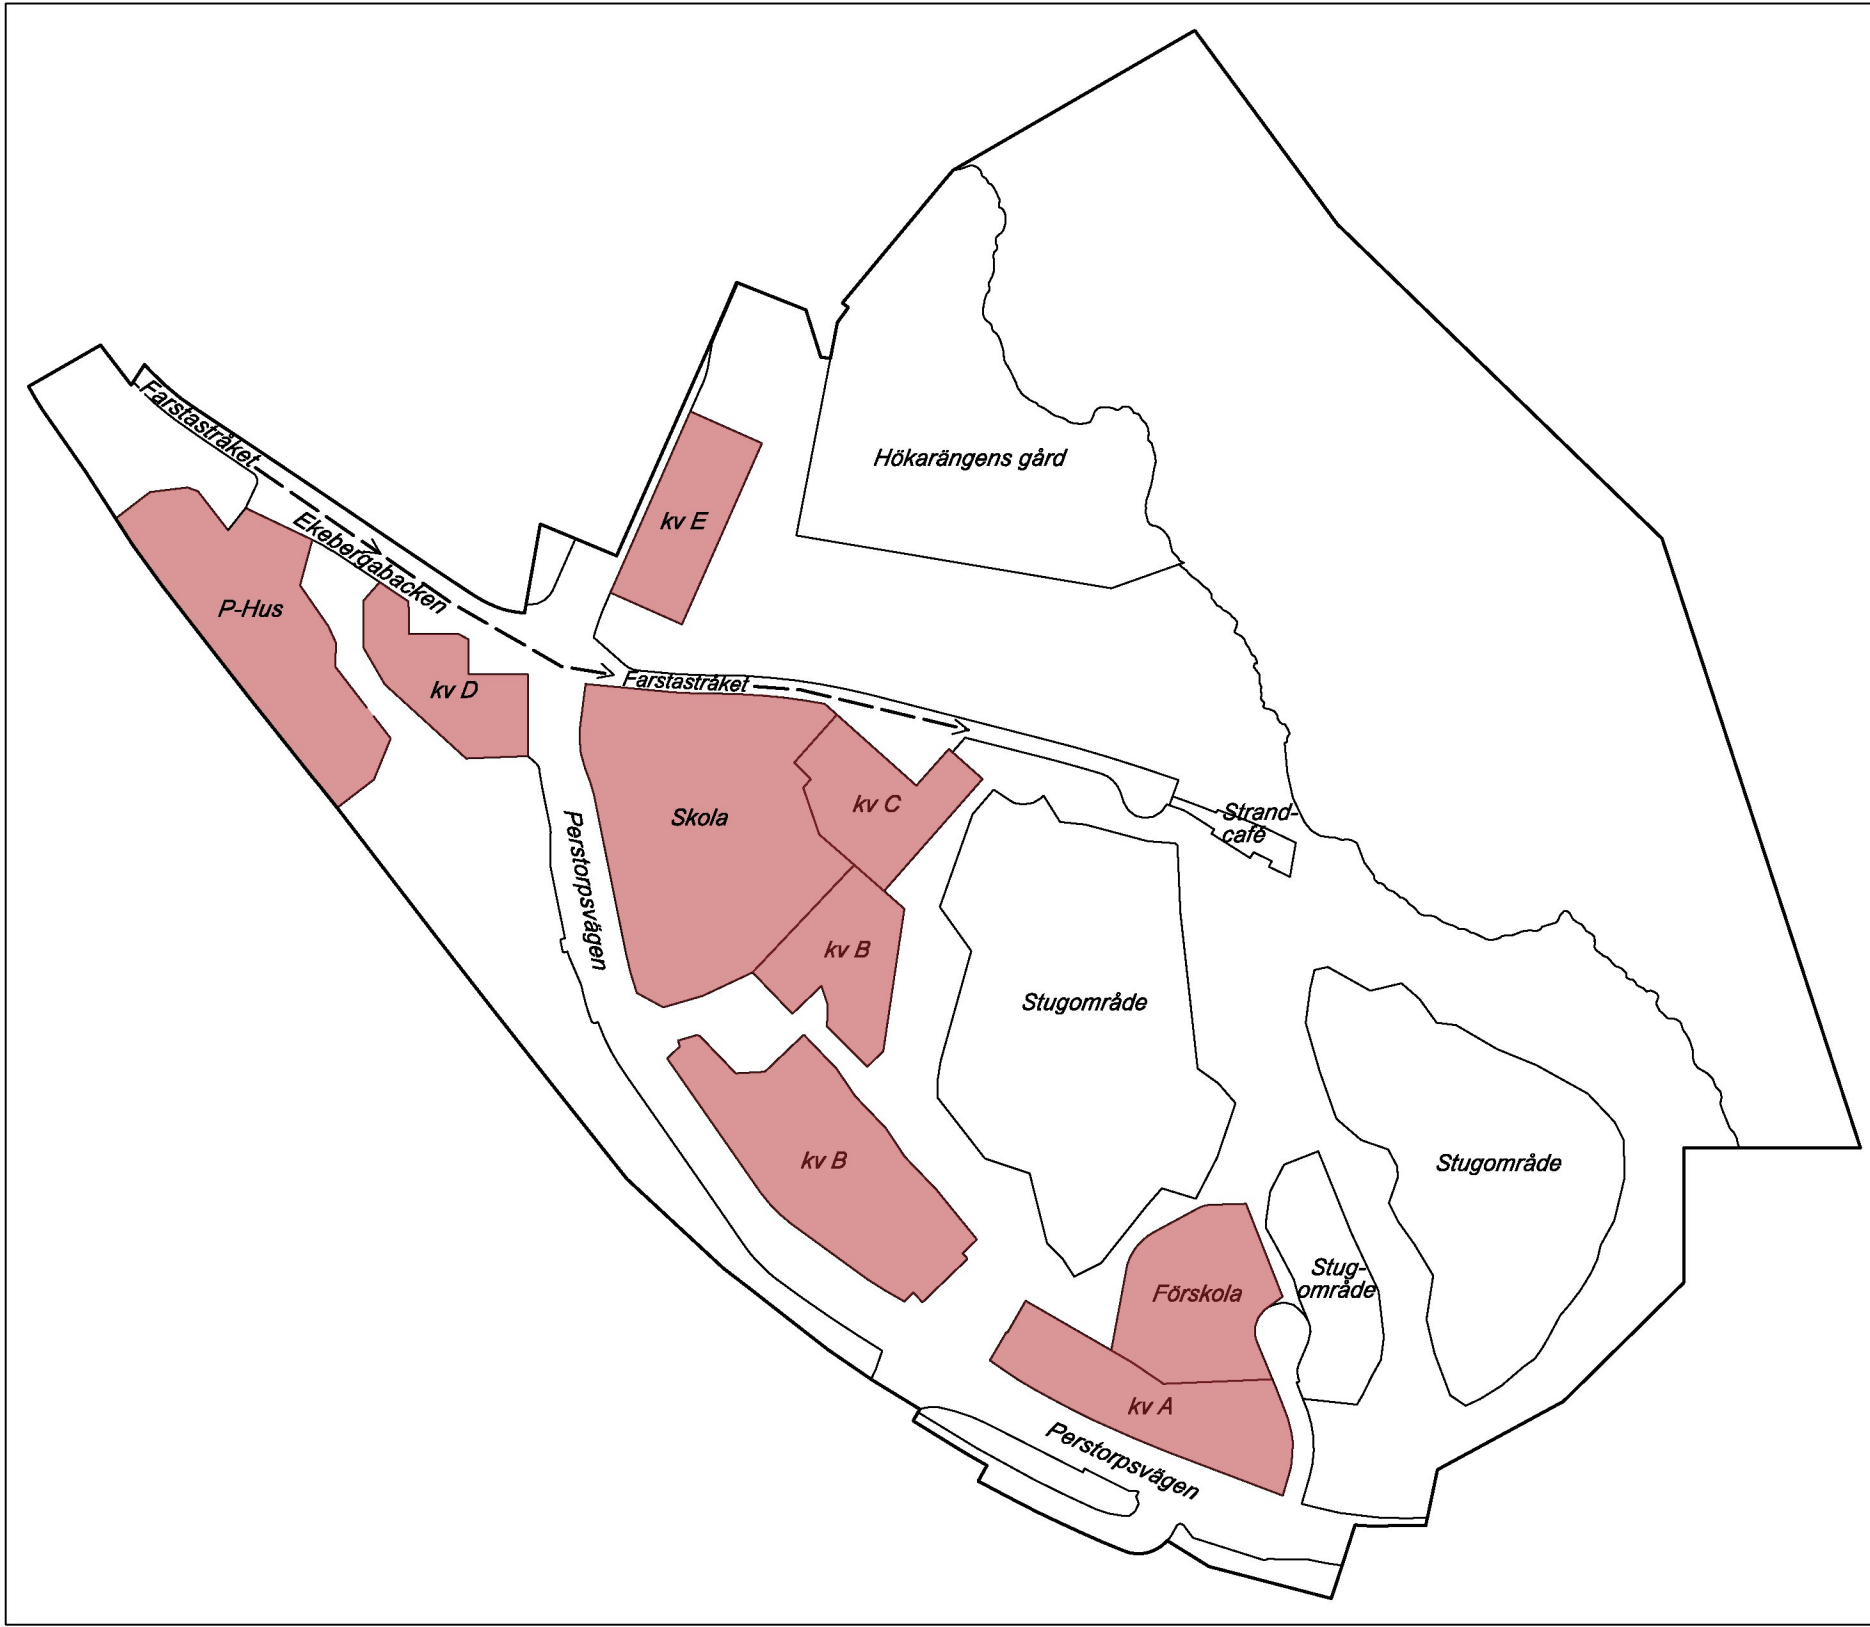 Farstastråket
Hökarängens gård
kv E
Ekebergabacken
P-Hus
kv D
Farstastråket
kv C
Skola
Strand-
café
Perstorpsvägen
kv B
Stugområde
kv B
Stugområde
Stug-
område
Förskola
kv A
Perstorpsvägen